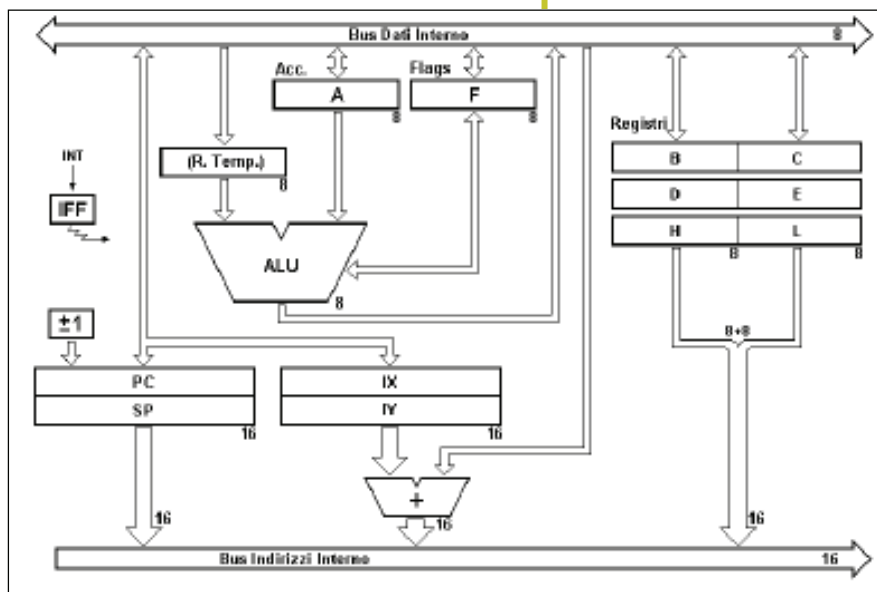 Bus Dati Interno 8
Acc. Flags
A F
8 8
Registri
B C
(R. Temp.)
8
INT
IFF
D E
H L
8 8
ALU
8
±1
8+8
PC IX
SP IY
16 16
+
16
16 16
Bus Indirizzi Interno 16